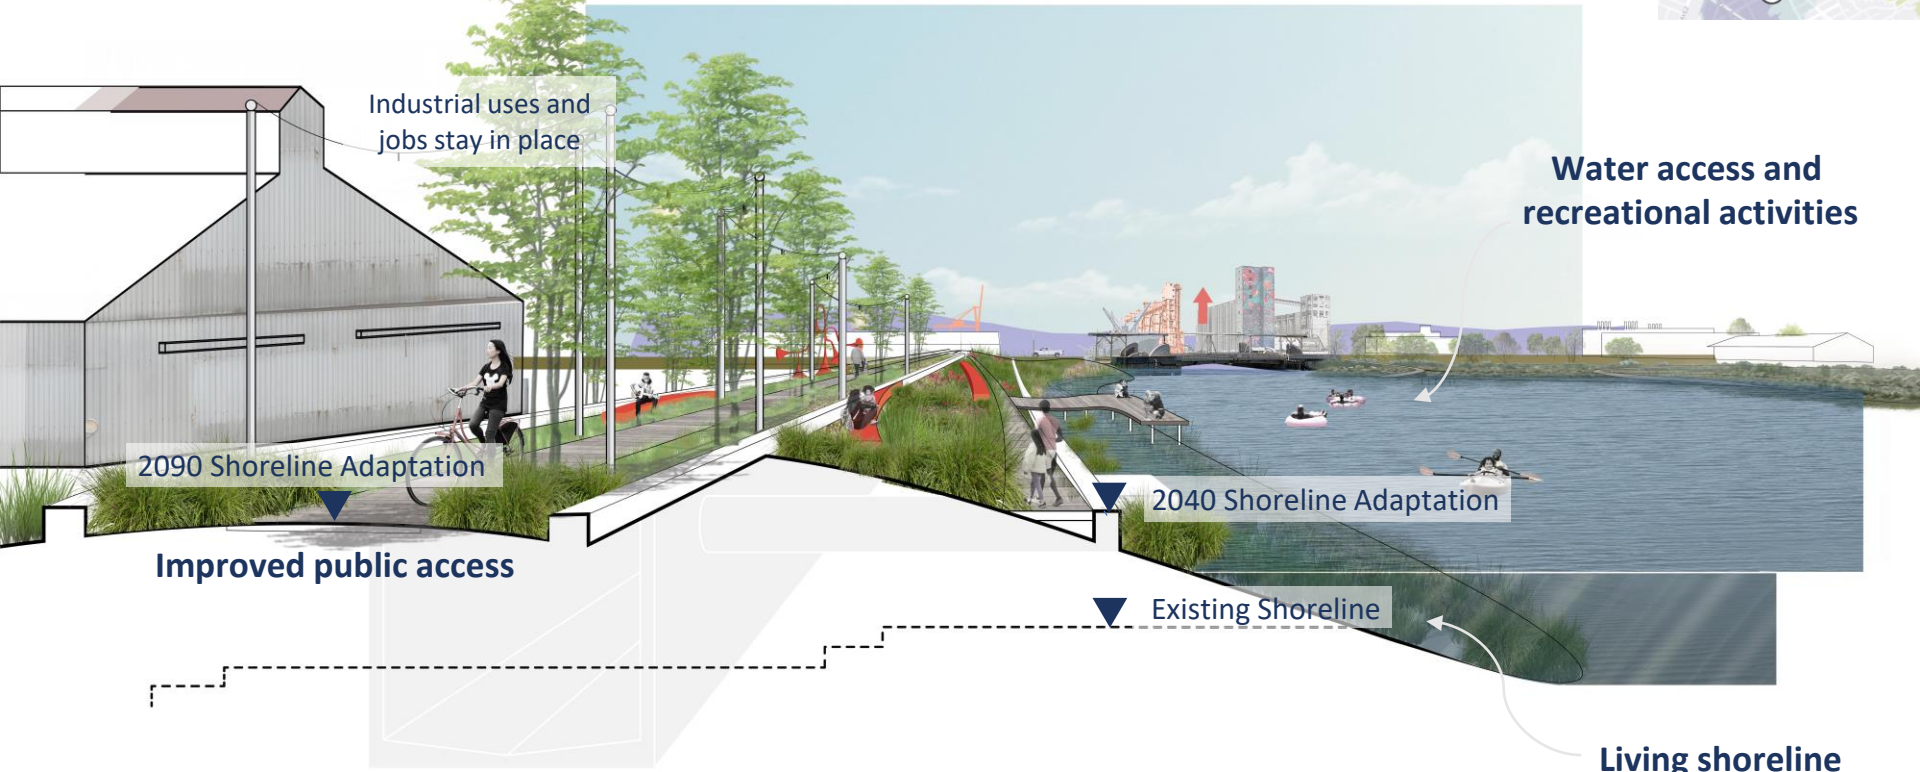 Industrial uses and
jobs stay in place
Water access and
recreational activities
2090 Shoreline Adaptation
2040 Shoreline Adaptation
Improved public access
Existing Shoreline
Living shoreline